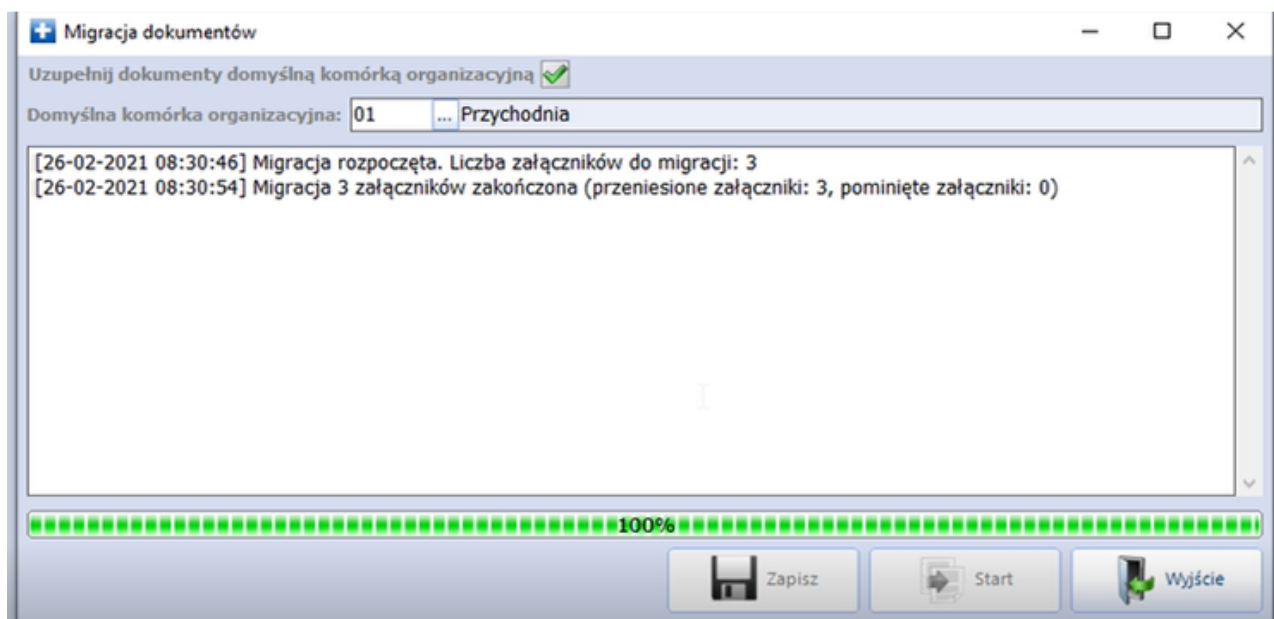 Migracja dokumentów
Uzupełnij dokumenty domyślną komórką organizacyjną
Domyślna komórka organizacyjna: 01 ... Przychodnia
[26-02-2021 08:30:46] Migracja rozpoczęta. Liczba załączników do migracji: 3
[26-02-2021 08:30:54] Migracja 3 załączników zakończona (przeniesione załączniki: 3, pominięte załączniki: 0)
100%
Zapisz Start Wyjście